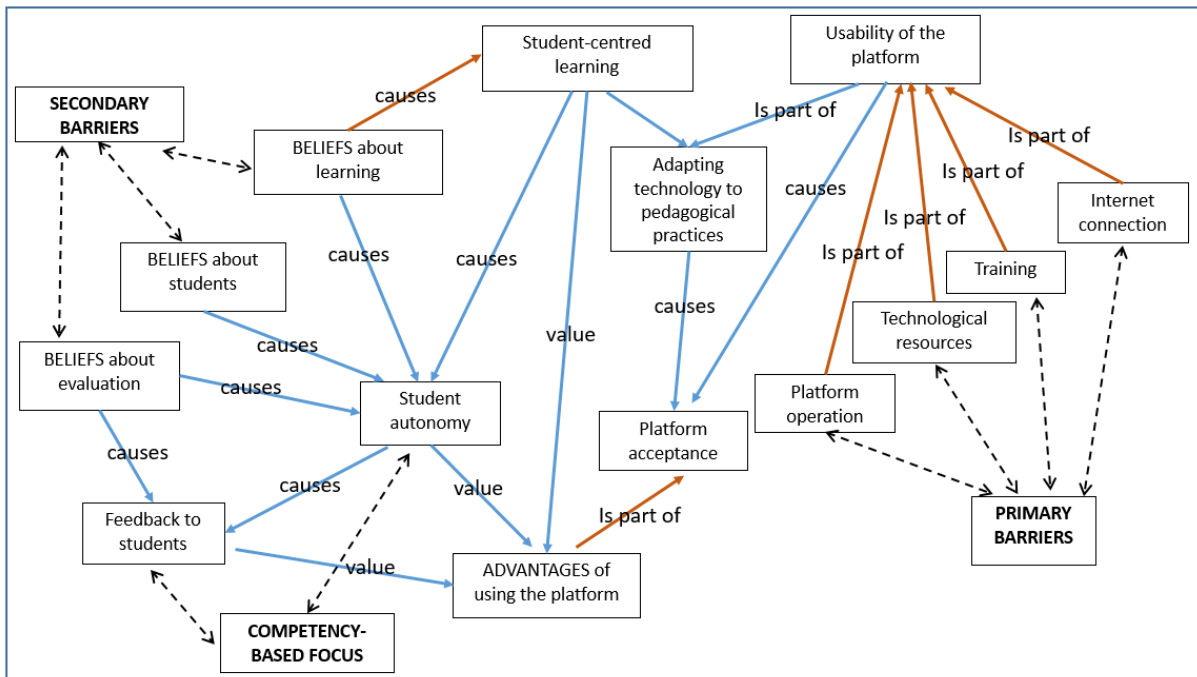 Student-centred
learning
Usability of the
platform
causes
SECONDARY
BARRIERS
Is part of
Is part of
BELIEFS about
learning
Adapting
technology to
pedagogical
practices
Is part of
causes
Internet
connection
Is part of
BELIEFS about
students
causes
causes
Is part of
Training
causes
value
Technological
resources
BELIEFS about
evaluation
causes
causes
Student
autonomy
Platform
operation
Platform
acceptance
causes
causes
value
Is part of
Feedback to
students
PRIMARY
BARRIERS
value
ADVANTAGES of
using the platform
COMPETENCY-
BASED FOCUS